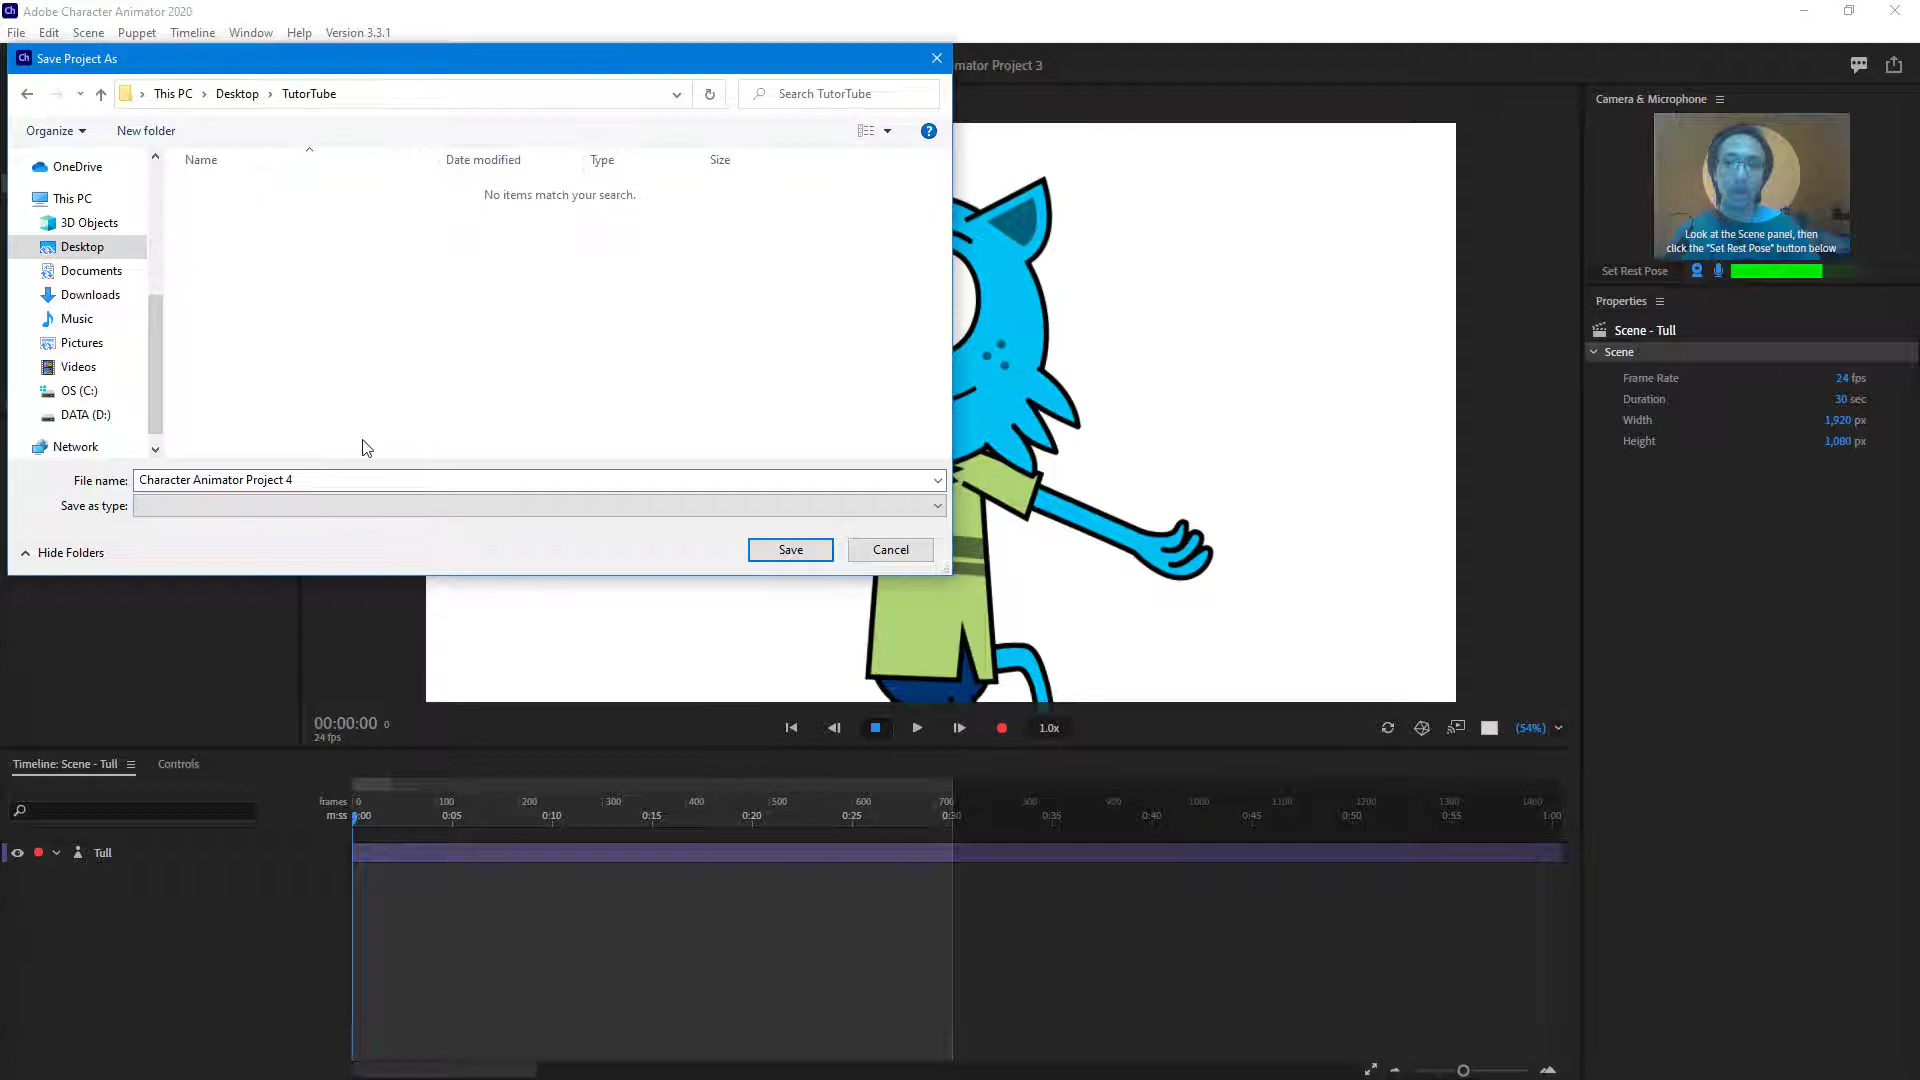 Ch Adobe Character Animator 2020
File Edit Scene Puppet Timeline Window Help Version 3.3.1
Ch Save Project As
This PC Desktop TutorTube
Search TutorTube
Organize New folder
Name Date modified Type Size
No items match your search.
OneDrive
This PC
3D Objects
Desktop
Documents
Downloads
Music
Pictures
Videos
OS (C:)
DATA (D:)
Network
File name: Character Animator Project 4
Save as type:
Hide Folders
Save Cancel
mator Project 3
Camera & Microphone
Look at the Scene panel, then
click the "Set Rest Pose" button below
Set Rest Pose
Properties
Scene - Tull
Scene
Frame Rate 24 fps
Duration 30 sec
Width 1,920 px
Height 1,080 px
00:00:00 0
24 fps
1.0x
(54%)
Timeline: Scene - Tull Controls
frames 0 100 200 300 400 500 600 700 900 1000 1100 1200 1300 1400
m:ss 0:00 0:05 0:10 0:15 0:20 0:25 0:30 0:35 0:40 0:45 0:50 0:55 1:00
Tull